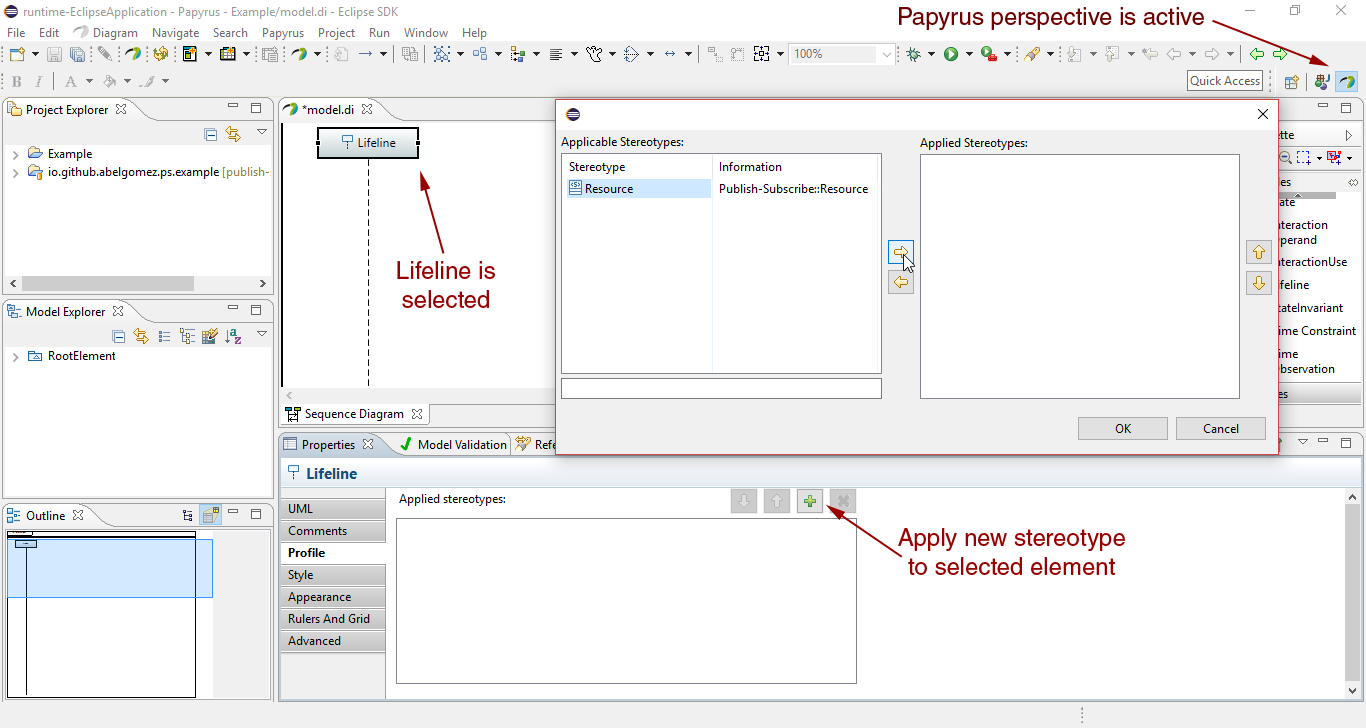 runtime-EclipseApplication - Papyrus - Example/model.di - Eclipse SDK
Papyrus perspective is active
File Edit Diagram Navigate Search Papyrus Project Run Window Help
100%
B I A
Quick Access
Project Explorer
Example
io.github.abelgomez.ps.example [publish-
*model.di
Lifeline
Lifeline is
selected
Sequence Diagram
Applicable Stereotypes:
Stereotype Information
Resource Publish-Subscribe::Resource
Applied Stereotypes:
OK Cancel
ette
es
ate
nteraction
perand
nteractionUse
feline
tateInvariant
ime Constraint
ime
bservation
es
Model Explorer
RootElement
Outline
Properties Model Validation Refe
Lifeline
UML
Comments
Profile
Style
Appearance
Rulers And Grid
Advanced
Applied stereotypes:
Apply new stereotype
to selected element